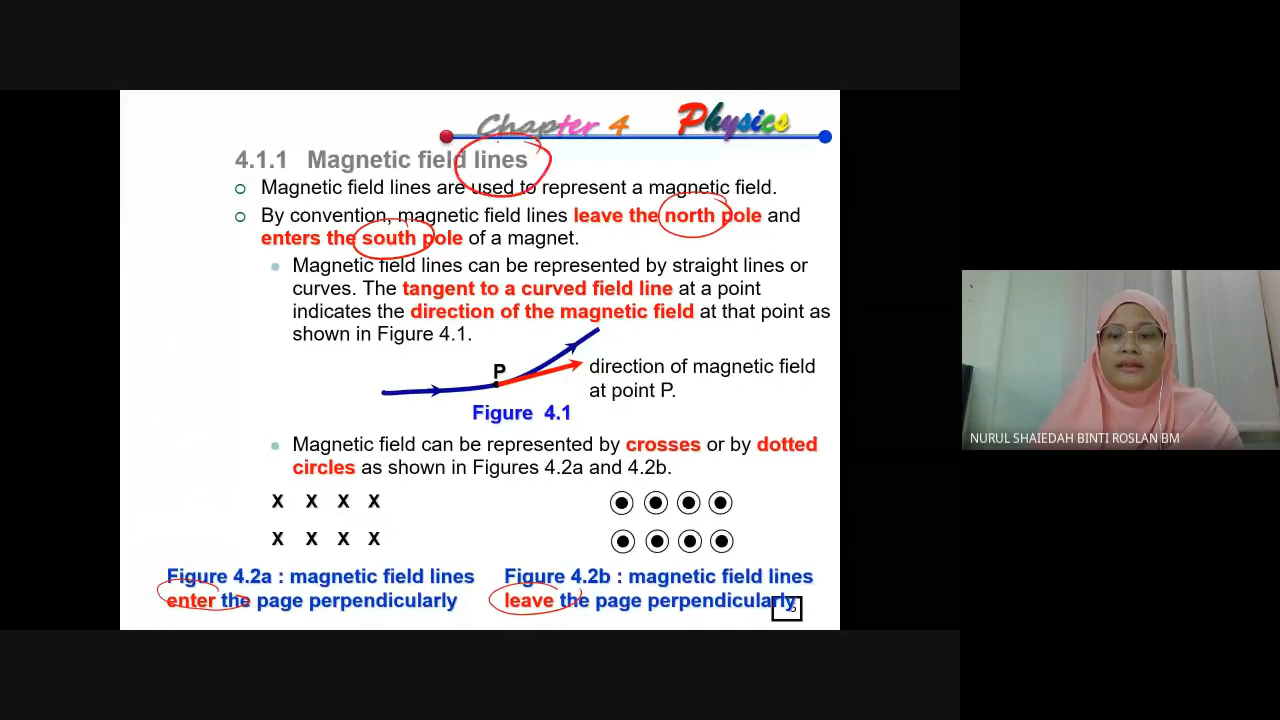 Chapter 4 Physics
4.1.1 Magnetic field lines
Magnetic field lines are used to represent a magnetic field.
By convention, magnetic field lines leave the north pole and
enters the south pole of a magnet.
Magnetic field lines can be represented by straight lines or
curves. The tangent to a curved field line at a point
indicates the direction of the magnetic field at that point as
shown in Figure 4.1.
P
direction of magnetic field
at point P.
Figure 4.1
Magnetic field can be represented by crosses or by dotted
circles as shown in Figures 4.2a and 4.2b.
X X X X
X X X X
Figure 4.2a : magnetic field lines
enter the page perpendicularly
Figure 4.2b : magnetic field lines
leave the page perpendicularly
NURUL SHAIEDAH BINTI ROSLAN BM